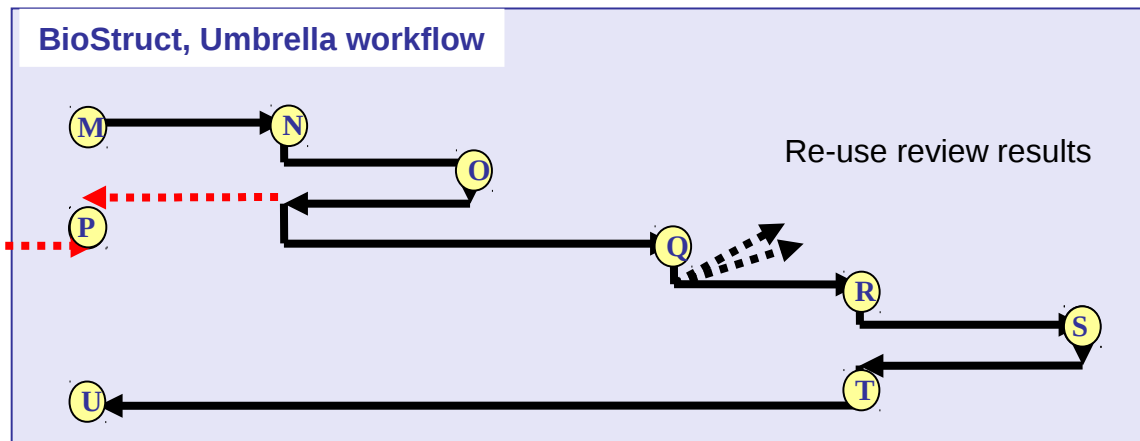 BioStruct, Umbrella workflow
M
N
O
Re-use review results
P
Q
R
S
T
U